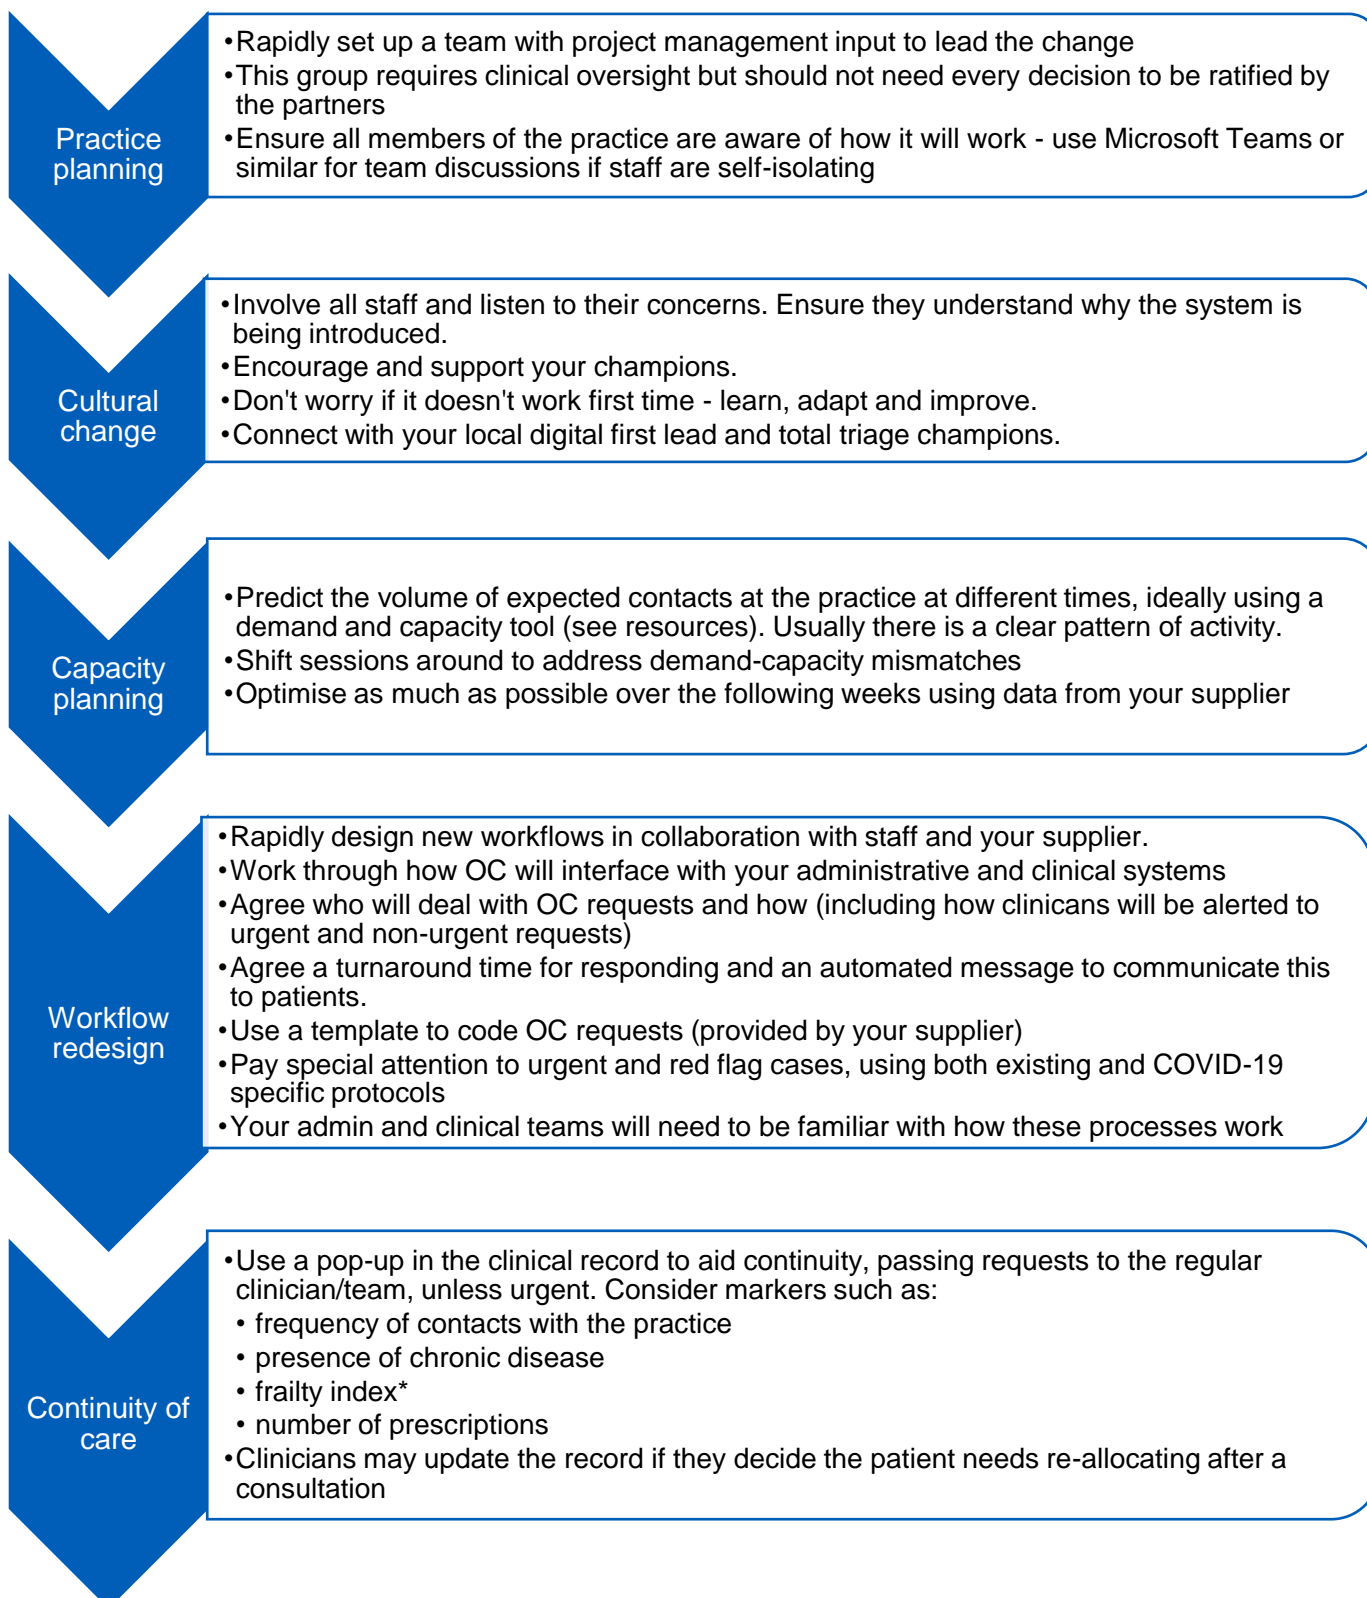 Practice
planning
•Rapidly set up a team with project management input to lead the change
•This group requires clinical oversight but should not need every decision to be ratified by
the partners
•Ensure all members of the practice are aware of how it will work - use Microsoft Teams or
similar for team discussions if staff are self-isolating
Cultural
change
•Involve all staff and listen to their concerns. Ensure they understand why the system is
being introduced.
•Encourage and support your champions.
•Don't worry if it doesn't work first time - learn, adapt and improve.
•Connect with your local digital first lead and total triage champions.
Capacity
planning
•Predict the volume of expected contacts at the practice at different times, ideally using a
demand and capacity tool (see resources). Usually there is a clear pattern of activity.
•Shift sessions around to address demand-capacity mismatches
•Optimise as much as possible over the following weeks using data from your supplier
Workflow
redesign
•Rapidly design new workflows in collaboration with staff and your supplier.
•Work through how OC will interface with your administrative and clinical systems
•Agree who will deal with OC requests and how (including how clinicians will be alerted to
urgent and non-urgent requests)
•Agree a turnaround time for responding and an automated message to communicate this
to patients.
•Use a template to code OC requests (provided by your supplier)
•Pay special attention to urgent and red flag cases, using both existing and COVID-19
specific protocols
•Your admin and clinical teams will need to be familiar with how these processes work
Continuity of
care
•Use a pop-up in the clinical record to aid continuity, passing requests to the regular
clinician/team, unless urgent. Consider markers such as:
• frequency of contacts with the practice
• presence of chronic disease
• frailty index*
• number of prescriptions
•Clinicians may update the record if they decide the patient needs re-allocating after a
consultation